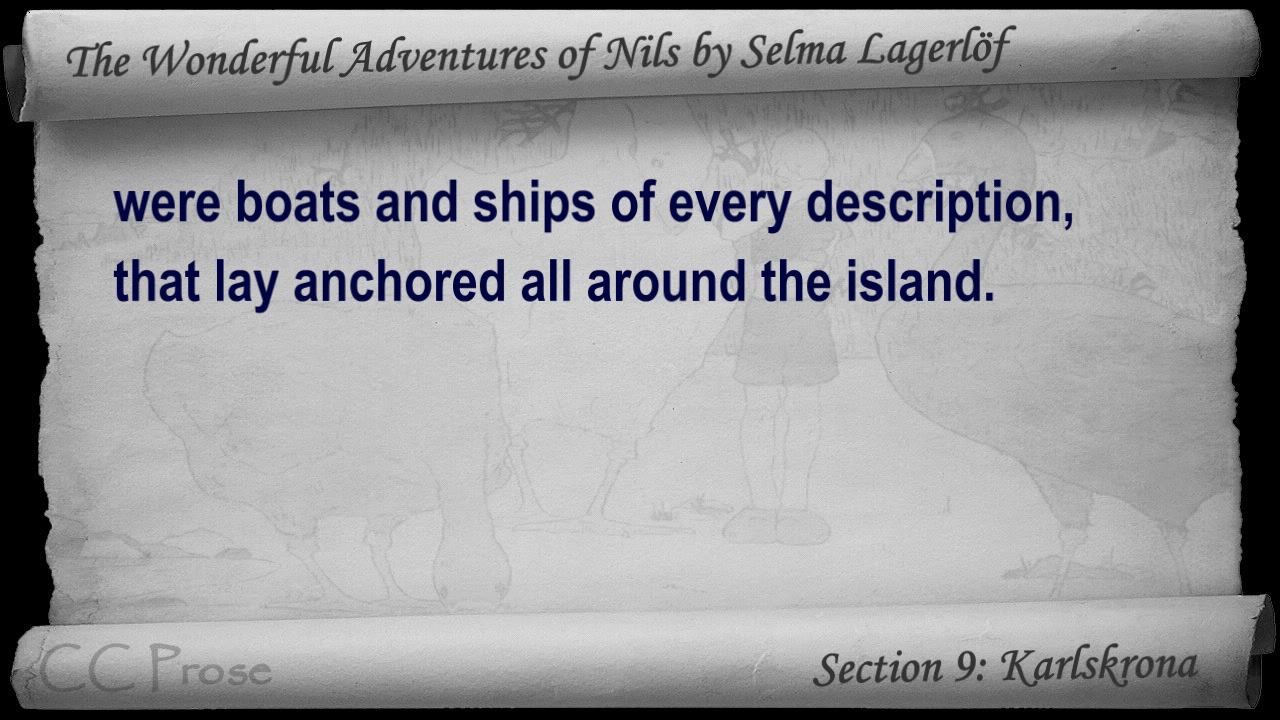 The Wonderful Adventures of Nils by Selma Lagerlöf
were boats and ships of every description,
that lay anchored all around the island.
CC Prose
Section 9: Karlskrona